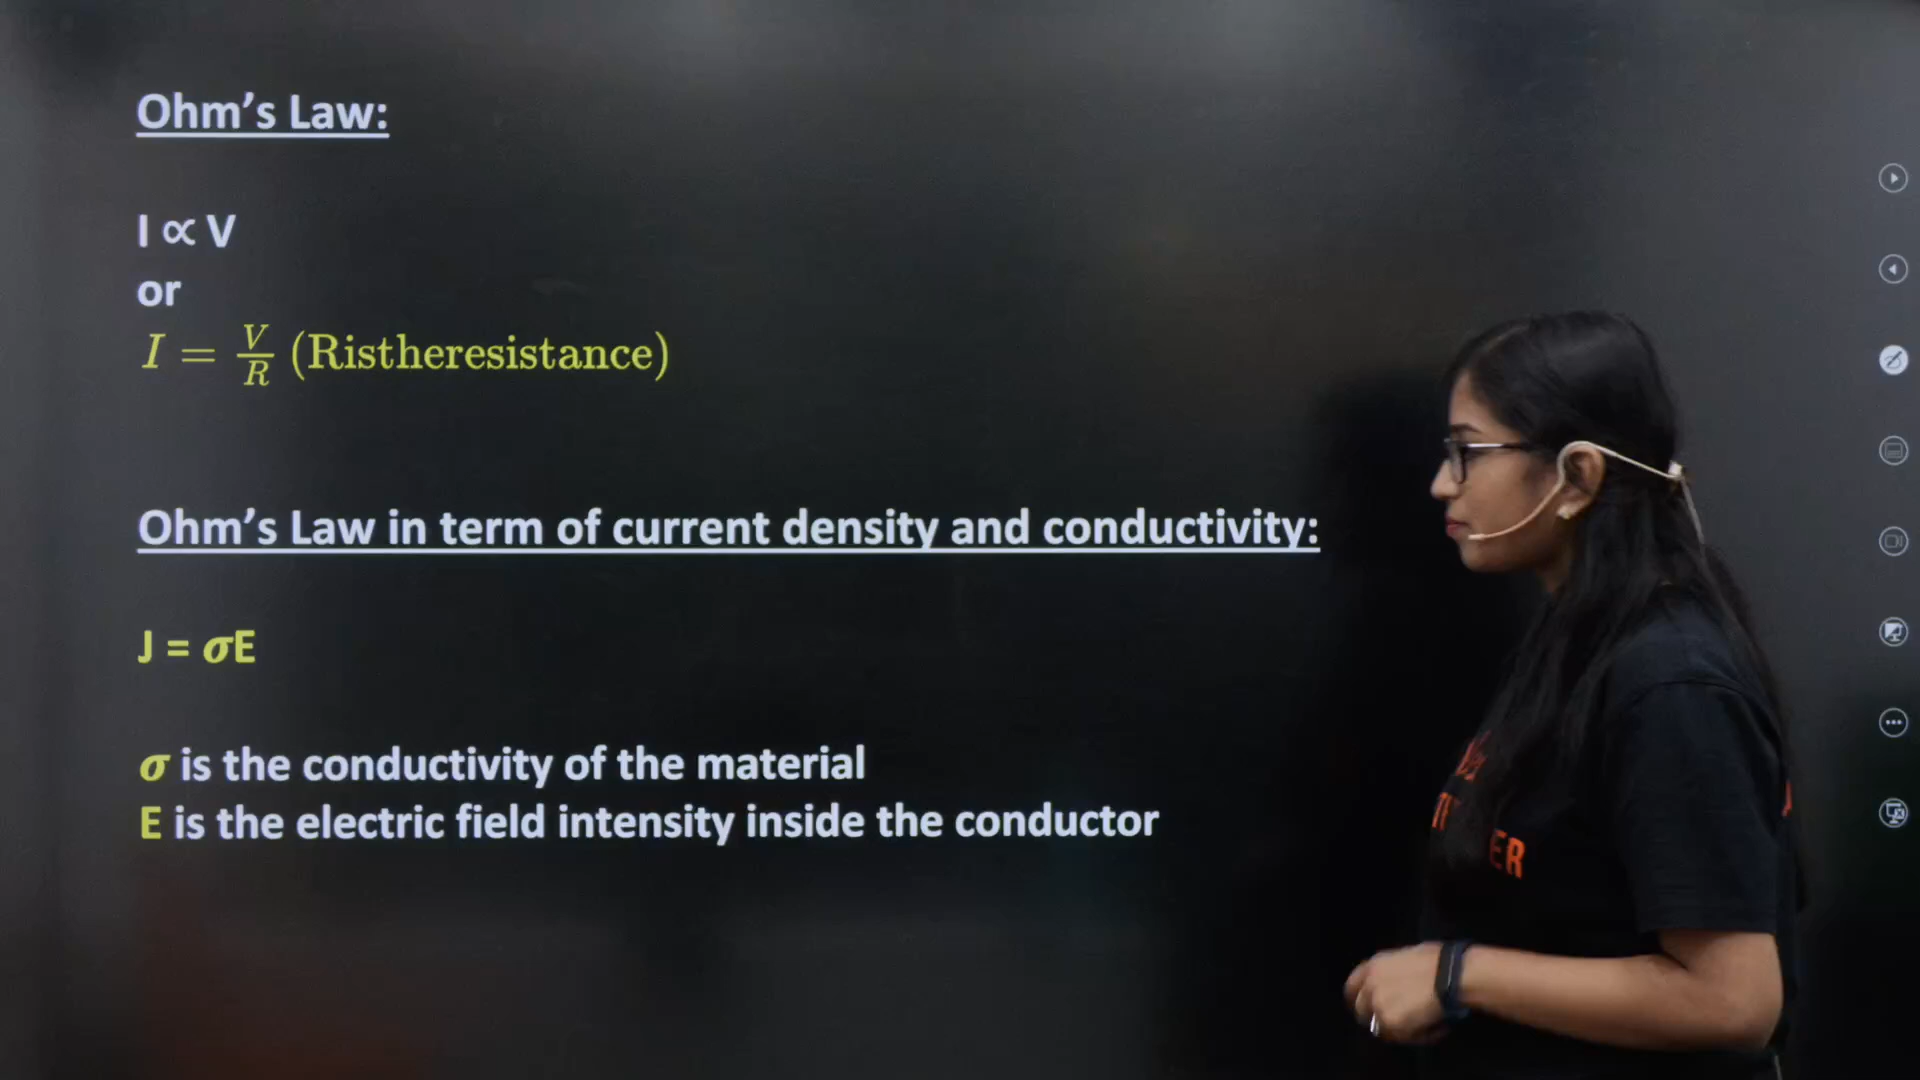 Ohm’s Law:
I ∝ V
or
I = V/R (Ristheresistance)
Ohm’s Law in term of current density and conductivity:
J = σE
σ is the conductivity of the material
E is the electric field intensity inside the conductor
ER